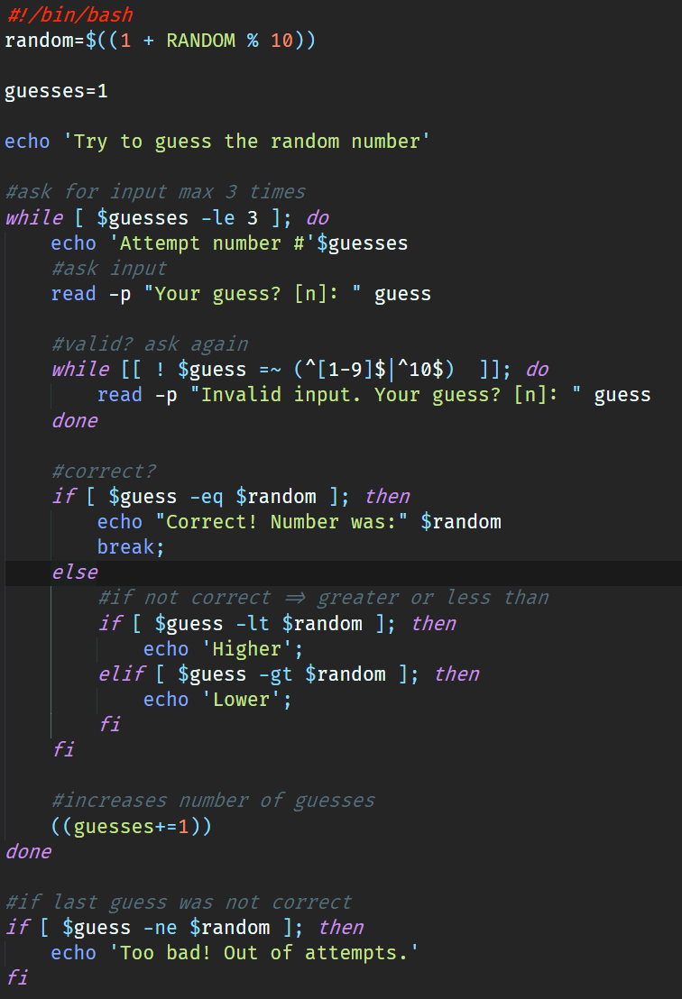 #!/bin/bash
random=$((1 + RANDOM % 10))
guesses=1
echo 'Try to guess the random number'
#ask for input max 3 times
while [ $guesses -le 3 ]; do
echo 'Attempt number #'$guesses
#ask input
read -p "Your guess? [n]: " guess
#valid? ask again
while [[ ! $guess =~ (^[1-9]$|^10$)  ]]; do
read -p "Invalid input. Your guess? [n]: " guess
done
#correct?
if [ $guess -eq $random ]; then
echo "Correct! Number was:" $random
break;
else
#if not correct => greater or less than
if [ $guess -lt $random ]; then
echo 'Higher';
elif [ $guess -gt $random ]; then
echo 'Lower';
fi
fi
#increases number of guesses
((guesses+=1))
done
#if last guess was not correct
if [ $guess -ne $random ]; then
echo 'Too bad! Out of attempts.'
fi